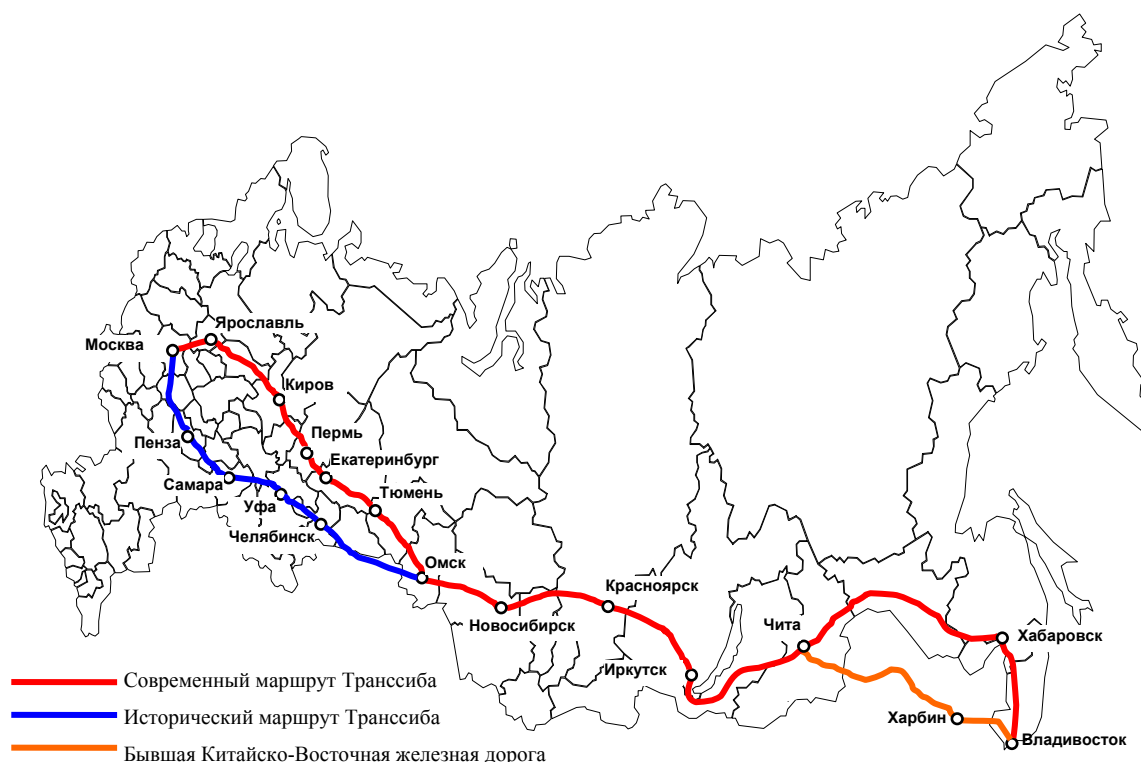 Ярославль
Москва
Киров
Пермь
Пенза
Екатеринбург
Самара
Тюмень
Уфа
Челябинск
Омск
Красноярск
Новосибирск
Чита
Хабаровск
Иркутск
Харбин
Владивосток
Современный маршрут Транссиба
Исторический маршрут Транссиба
Бывшая Китайско-Восточная железная дорога